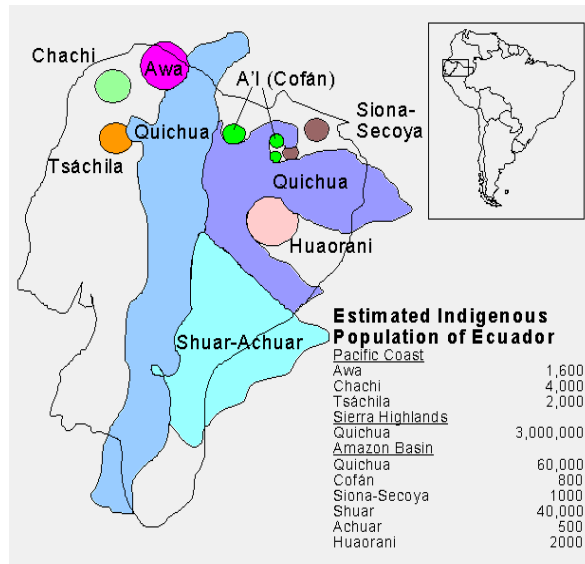 Chachi
Awa
A'I (Cofán)
Siona-
Secoya
Quichua
Tsáchila
Quichua
Huaorani
Shuar-Achuar
Estimated Indigenous
Population of Ecuador
Pacific Coast
Awa 1,600
Chachi 4,000
Tsáchila 2,000
Sierra Highlands
Quichua 3,000,000
Amazon Basin
Quichua 60,000
Cofán 800
Siona-Secoya 1000
Shuar 40,000
Achuar 500
Huaorani 2000